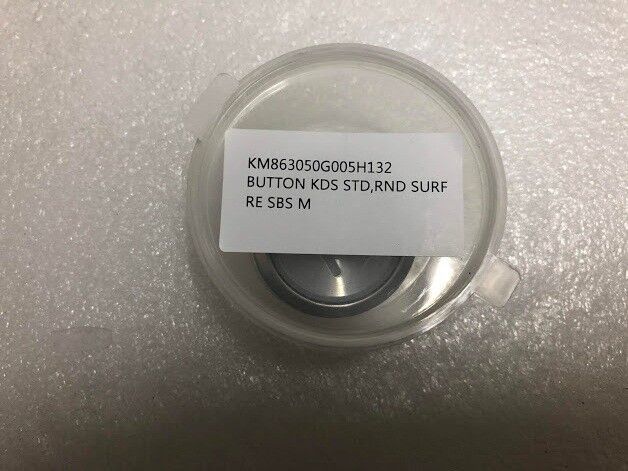 KM863050G005H132
BUTTON KDS STD,RND SURF
RE SBS M